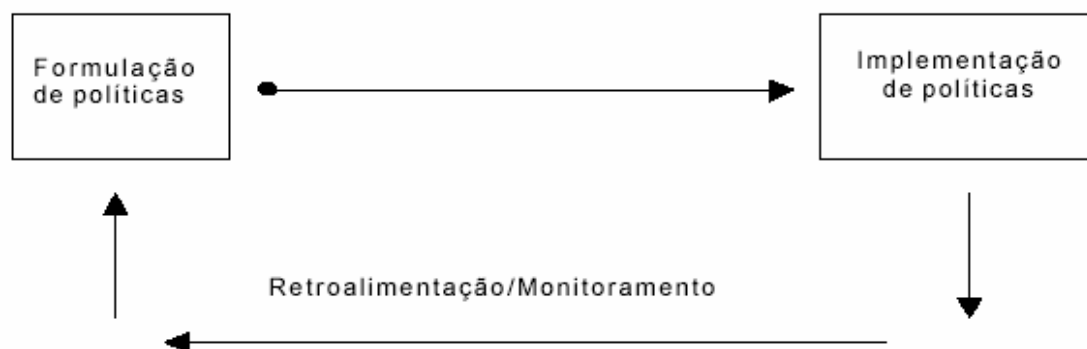 Formulação
de políticas
Implementação
de políticas
Retroalimentação/Monitoramento